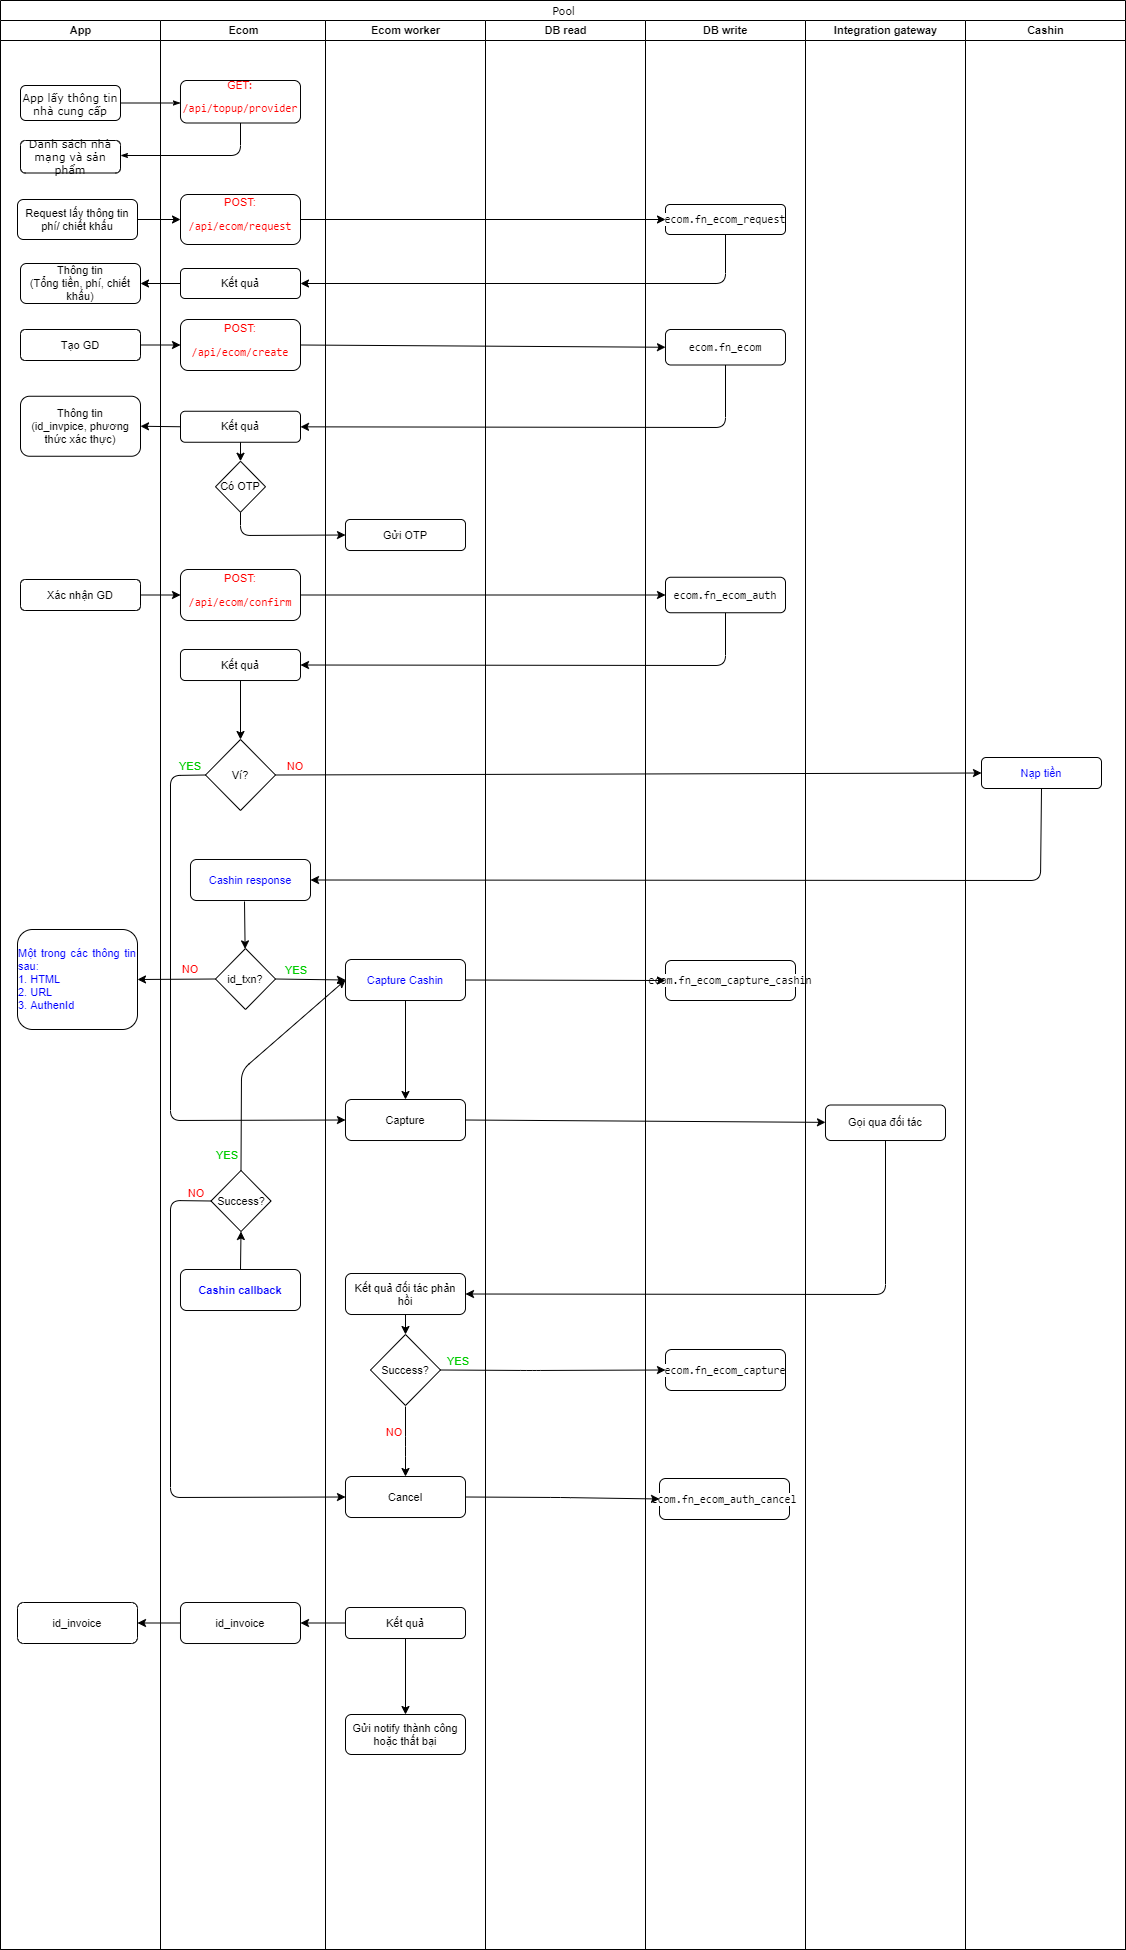 Pool
App
Ecom
Ecom worker
DB read
DB write
Integration gateway
Cashin
App lấy thông tin
nhà cung cấp
GET:
/api/topup/provider
Danh sách nhà
mạng và sản
phẩm
Request lấy thông tin
phí/ chiết khấu
POST:
/api/ecom/request
ecom.fn_ecom_request
Thông tin
(Tổng tiền, phí, chiết
khấu)
Kết quả
Tạo GD
POST:
/api/ecom/create
ecom.fn_ecom
Thông tin
(id_invpice, phương
thức xác thực)
Kết quả
Có OTP
Gửi OTP
Xác nhận GD
POST:
/api/ecom/confirm
ecom.fn_ecom_auth
Kết quả
YES
Ví?
NO
Nạp tiền
Cashin response
Một trong các thông tin
sau:
1. HTML
2. URL
3. AuthenId
NO
id_txn?
YES
Capture Cashin
ecom.fn_ecom_capture_cashin
Capture
Gọi qua đối tác
YES
NO
Success?
Cashin callback
Kết quả đối tác phản
hồi
Success?
YES
ecom.fn_ecom_capture
NO
Cancel
ecom.fn_ecom_auth_cancel
id_invoice
id_invoice
Kết quả
Gửi notify thành công
hoặc thất bại